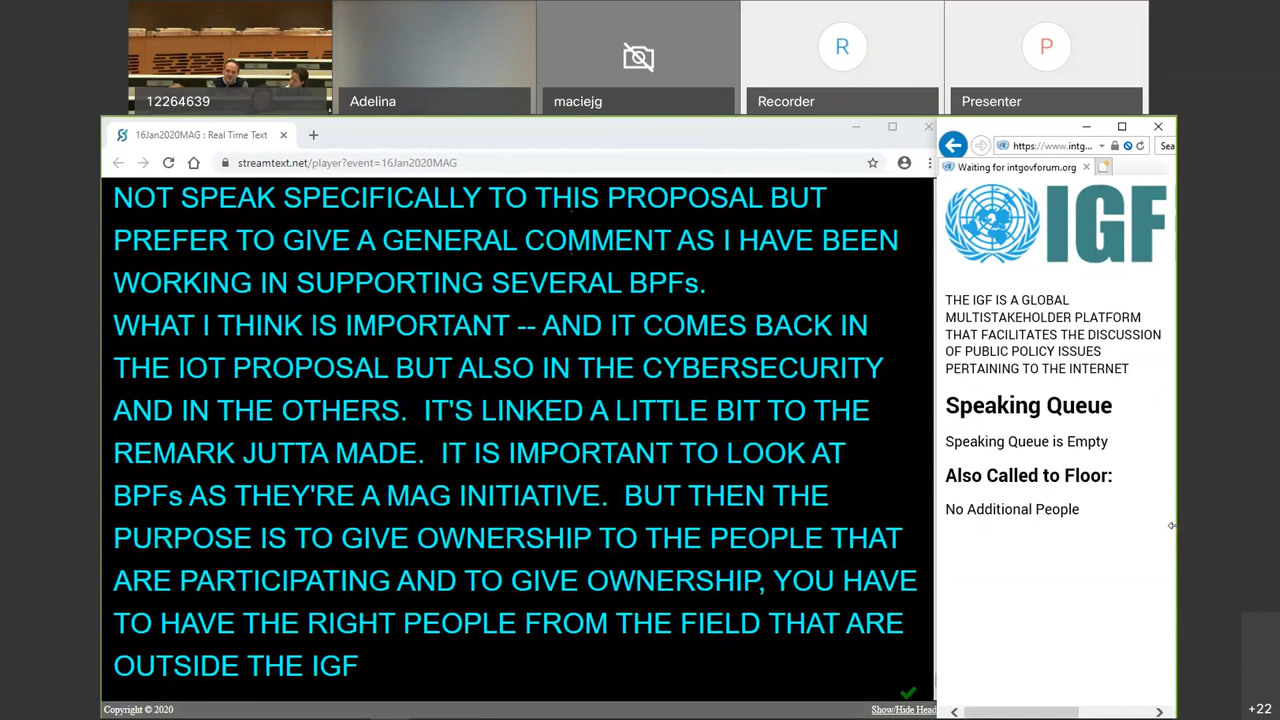 12264639
Adelina
maciejg
R
Recorder
P
Presenter
16Jan2020MAG : Real Time Text
streamtext.net/player?event=16Jan2020MAG
NOT SPEAK SPECIFICALLY TO THIS PROPOSAL BUT
PREFER TO GIVE A GENERAL COMMENT AS I HAVE BEEN
WORKING IN SUPPORTING SEVERAL BPFs.
WHAT I THINK IS IMPORTANT -- AND IT COMES BACK IN
THE IOT PROPOSAL BUT ALSO IN THE CYBERSECURITY
AND IN THE OTHERS.  IT'S LINKED A LITTLE BIT TO THE
REMARK JUTTA MADE.  IT IS IMPORTANT TO LOOK AT
BPFs AS THEY'RE A MAG INITIATIVE.  BUT THEN THE
PURPOSE IS TO GIVE OWNERSHIP TO THE PEOPLE THAT
ARE PARTICIPATING AND TO GIVE OWNERSHIP, YOU HAVE
TO HAVE THE RIGHT PEOPLE FROM THE FIELD THAT ARE
OUTSIDE THE IGF
Copyright © 2020
Show/Hide Head
https://www.intg...
Sea
Waiting for intgovforum.org
IGF
THE IGF IS A GLOBAL
MULTISTAKEHOLDER PLATFORM
THAT FACILITATES THE DISCUSSION
OF PUBLIC POLICY ISSUES
PERTAINING TO THE INTERNET
Speaking Queue
Speaking Queue is Empty
Also Called to Floor:
No Additional People
+22